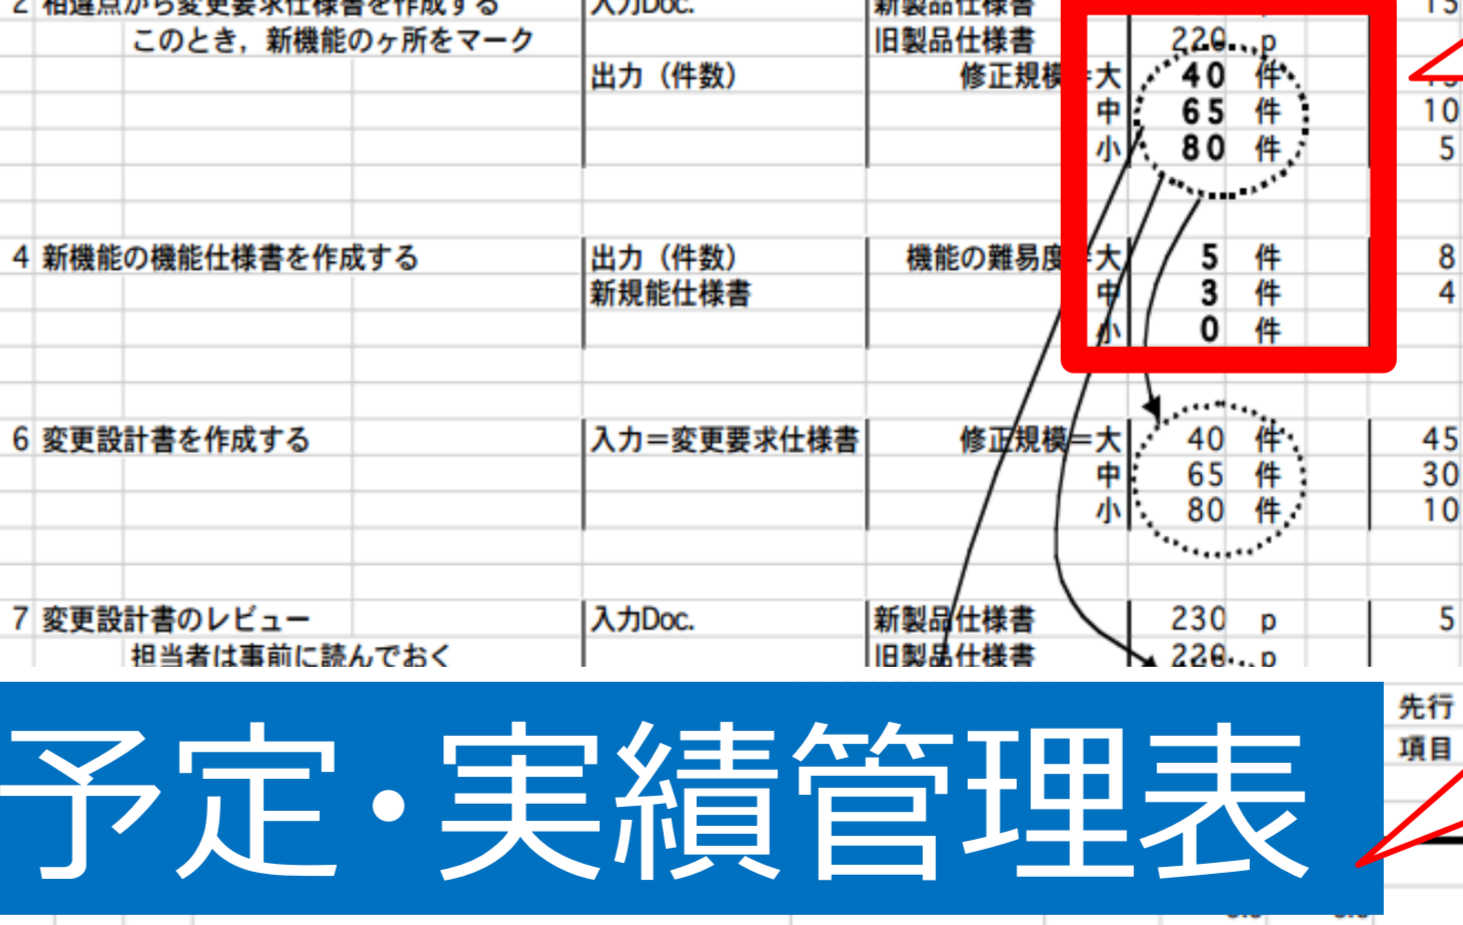 2 相違点から変更要求仕様書を作成する 入力Doc. 新製品仕様書 15
このとき，新機能のヶ所をマーク 旧製品仕様書 220 p
出力（件数） 修正規模＝大 40 件
中 65 件 10
小 80 件 5
4 新機能の機能仕様書を作成する 出力（件数） 機能の難易度＝大 5 件 8
新規能仕様書 中 3 件 4
小 0 件
6 変更設計書を作成する 入力＝変更要求仕様書 修正規模＝大 40 件 45
中 65 件 30
小 80 件 10
7 変更設計書のレビュー 入力Doc. 新製品仕様書 230 p 5
担当者は事前に読んでおく 旧製品仕様書 220 p
先行
項目
予定・実績管理表